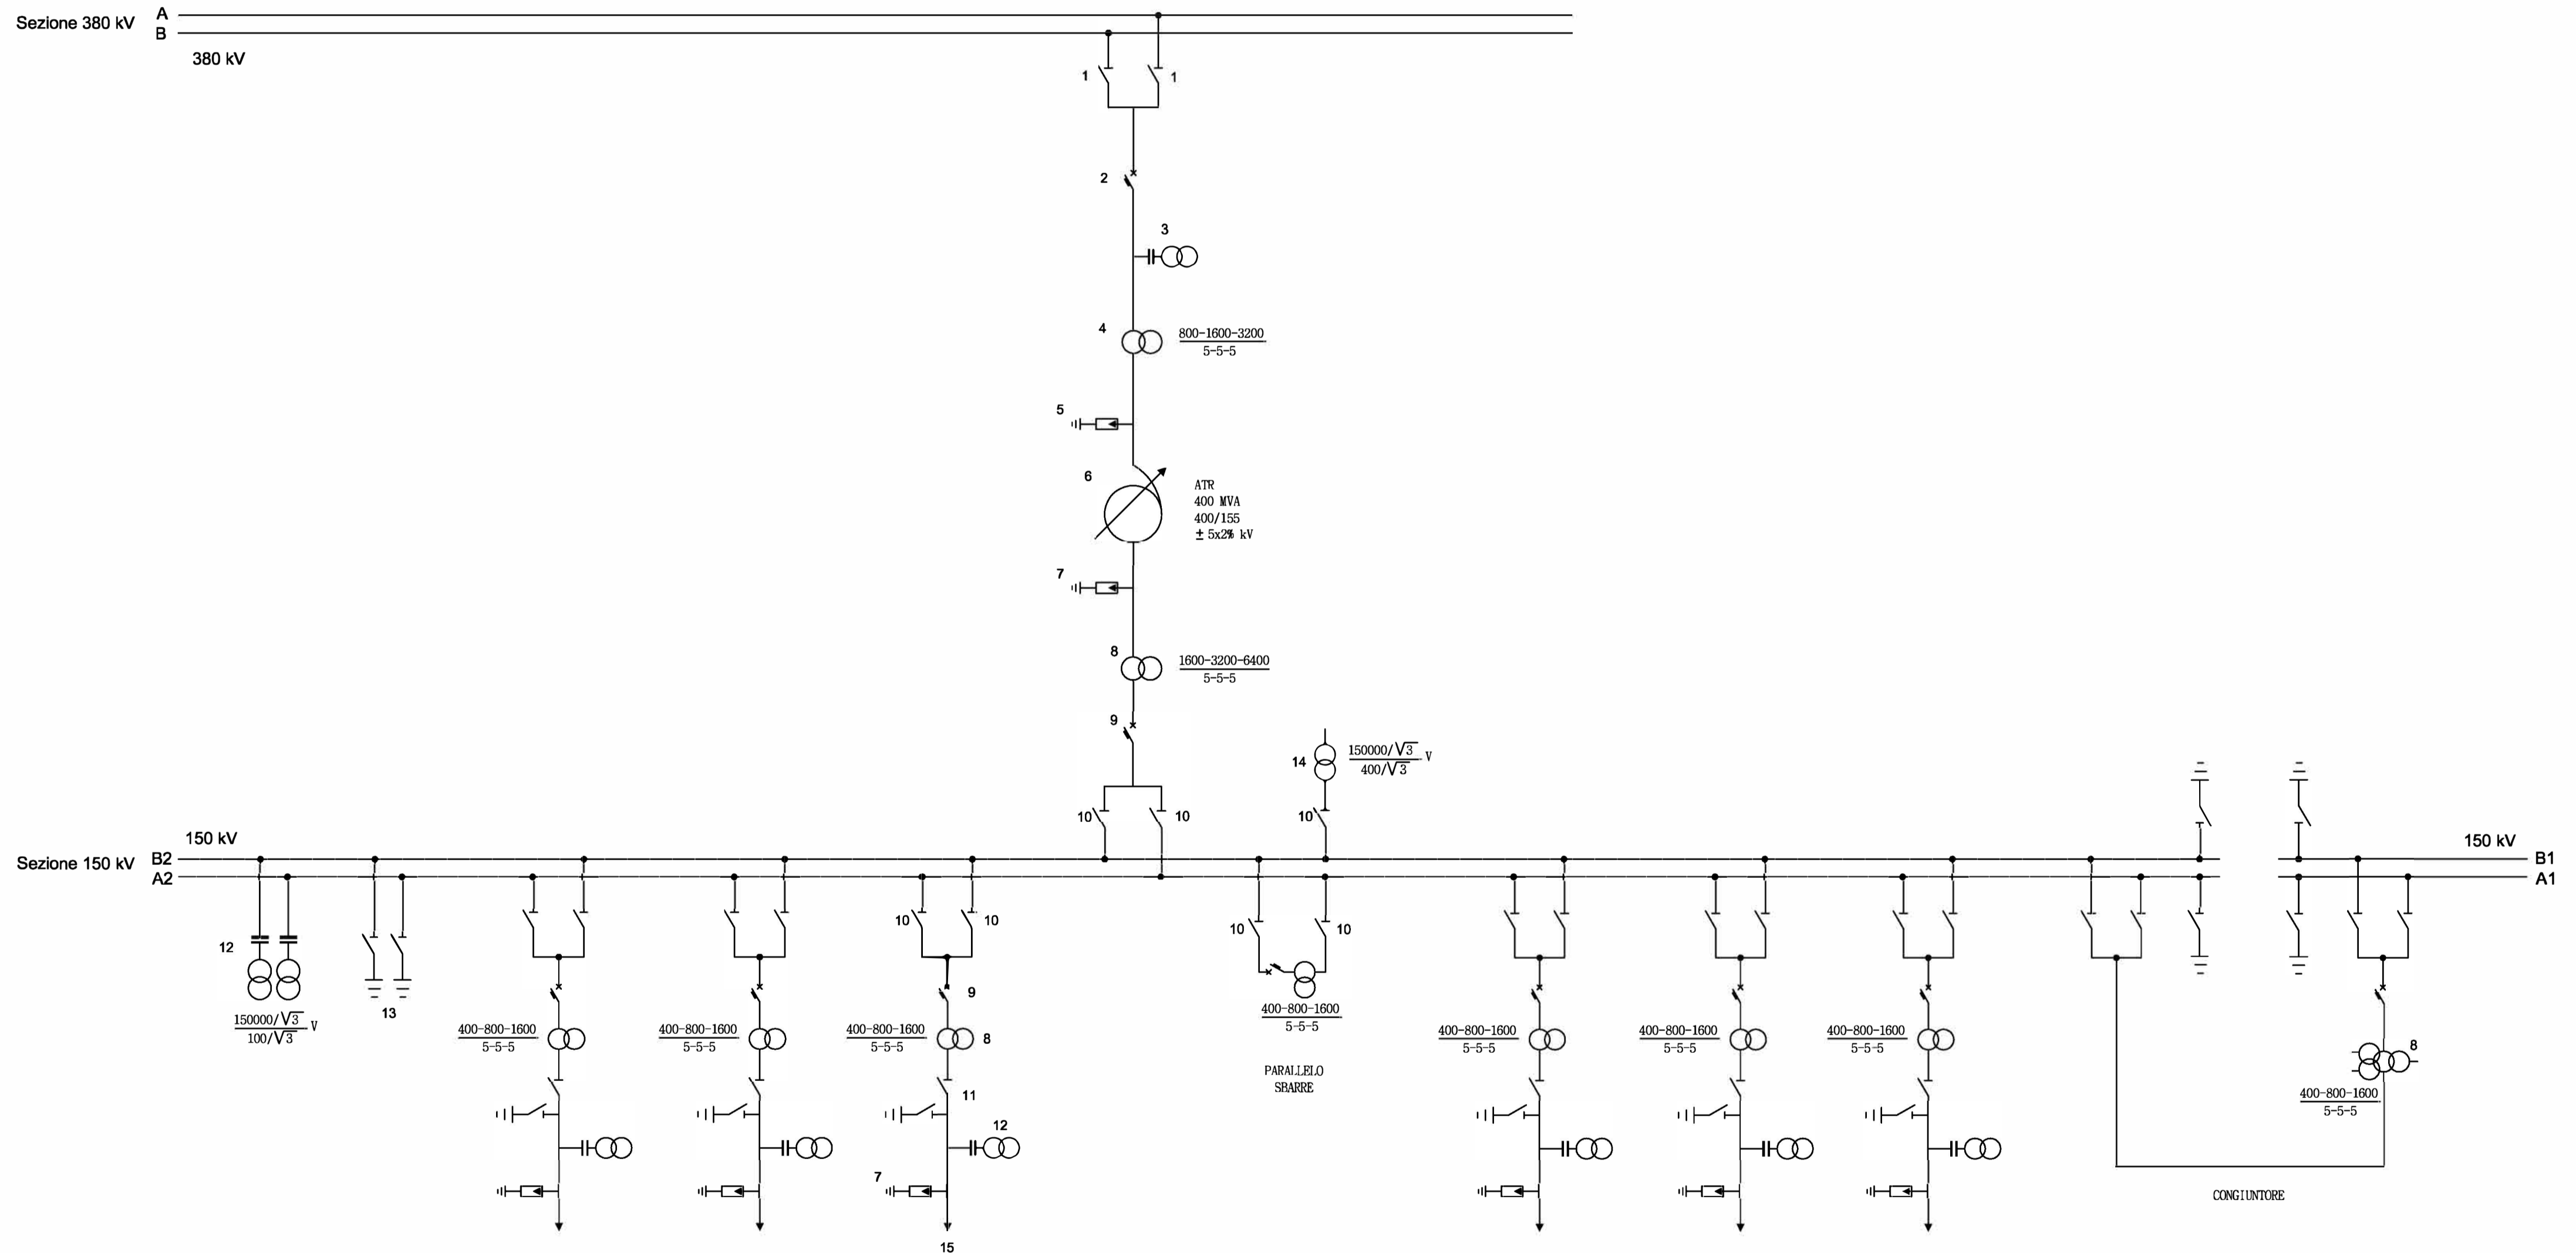 A
Sezione 380 kV
B
380 kV
1
1
2
3
4
800-1600-3200
5-5-5
5
6
ATR
400 MVA
400/155
± 5x2% kV
7
8
1600-3200-6400
5-5-5
9
14
150000/√3
400/√3
V
10
10
10
150 kV
Sezione 150 kV
B2
A2
150 kV
B1
A1
12
150000/√3
100/√3
V
13
400-800-1600
5-5-5
400-800-1600
5-5-5
10
10
9
400-800-1600
5-5-5
8
11
12
7
15
10
10
400-800-1600
5-5-5
PARALLELO
SBARRE
400-800-1600
5-5-5
400-800-1600
5-5-5
400-800-1600
5-5-5
8
400-800-1600
5-5-5
CONGIUNTORE